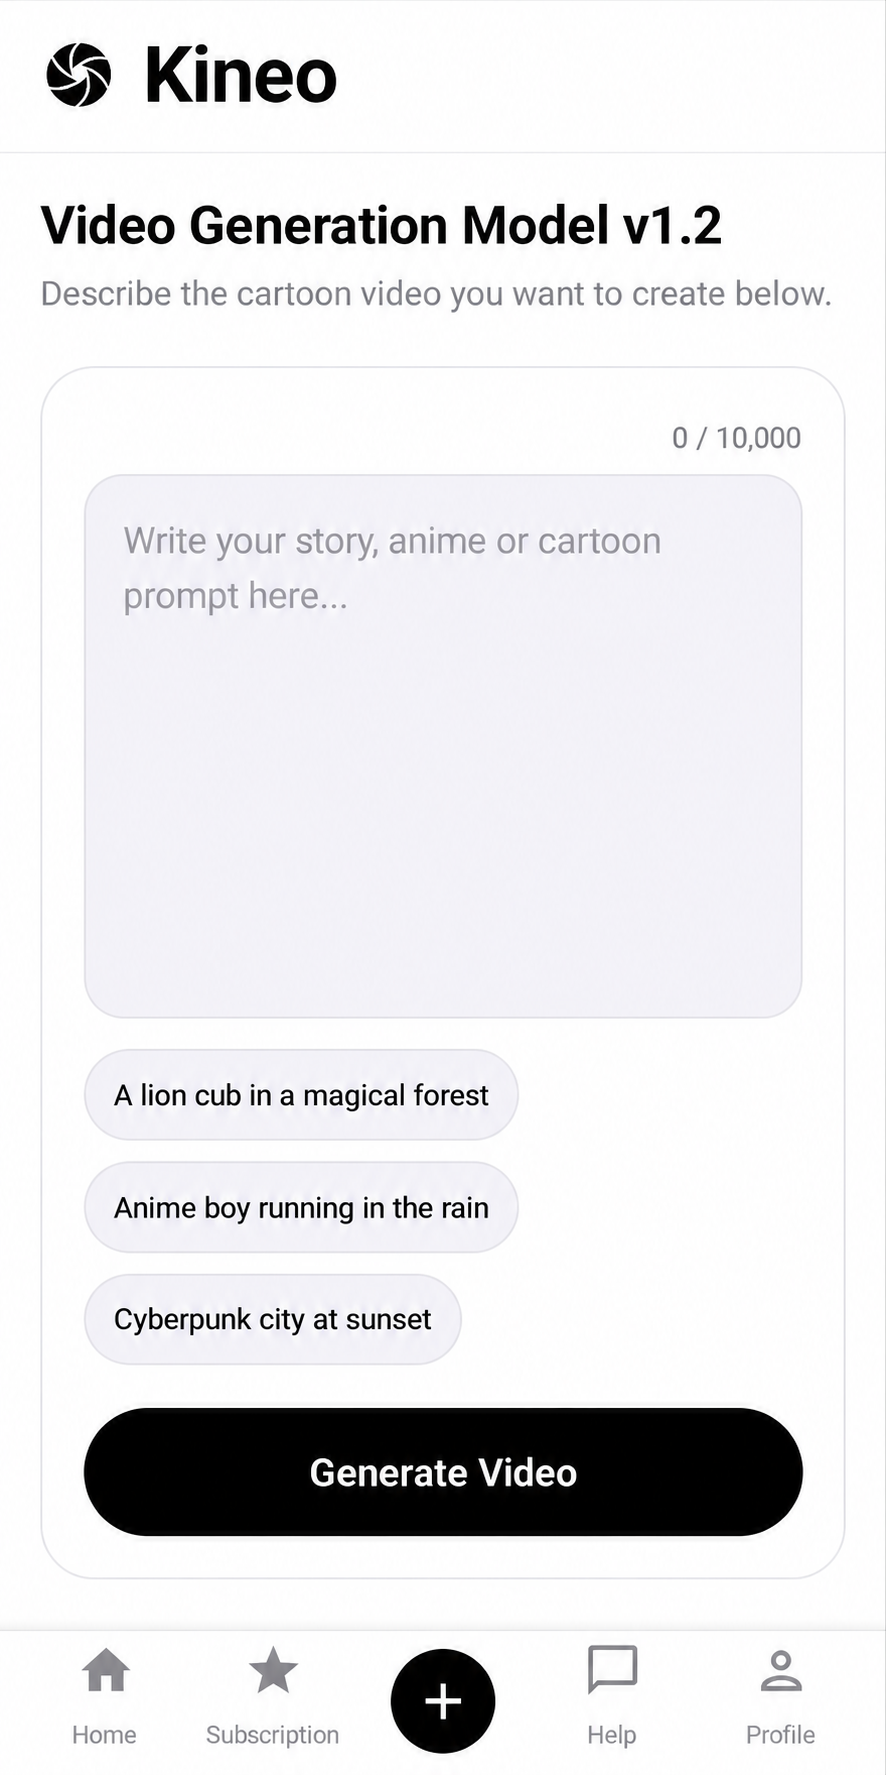 Kineo
Video Generation Model v1.2
Describe the cartoon video you want to create below.
0 / 10,000
Write your story, anime or cartoon
prompt here...
A lion cub in a magical forest
Anime boy running in the rain
Cyberpunk city at sunset
Generate Video
Home
Subscription
Help
Profile